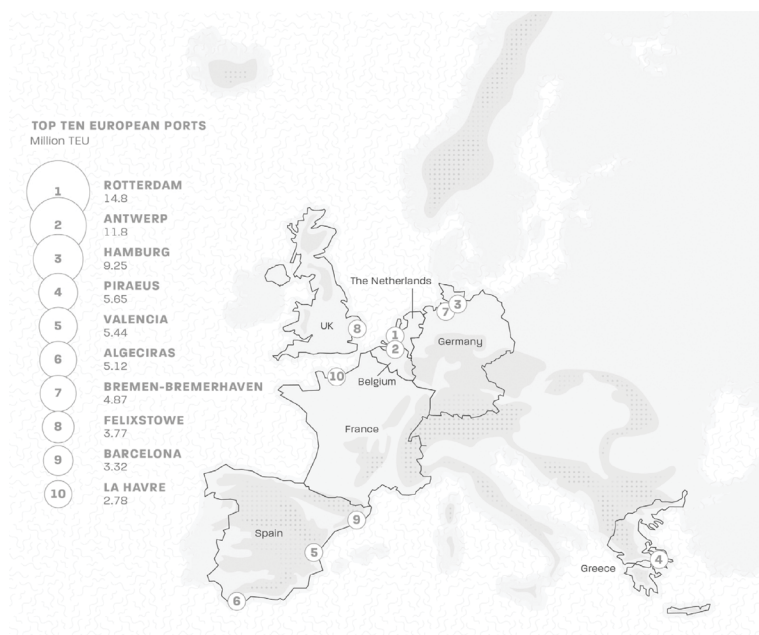 TOP TEN EUROPEAN PORTS
Million TEU
1
ROTTERDAM
14.8
2
ANTWERP
11.8
3
HAMBURG
9.25
4
PIRAEUS
5.65
5
VALENCIA
5.44
6
ALGECIRAS
5.12
7
BREMEN-BREMERHAVEN
4.87
8
FELIXSTOWE
3.77
9
BARCELONA
3.32
10
LA HAVRE
2.78
The Netherlands
7
3
UK
8
1
2
Germany
10
Belgium
France
9
Spain
5
6
Greece
4